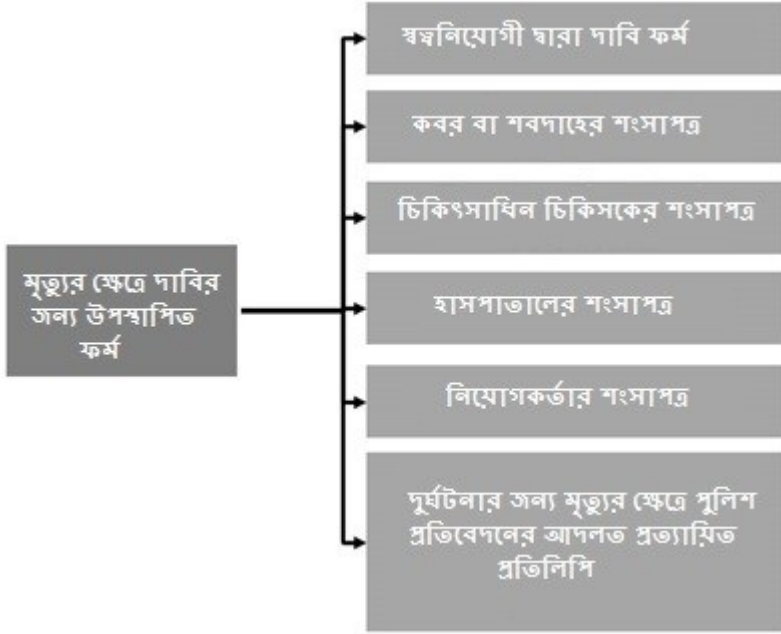 মৃত্যুর ক্ষেত্রে দাবির
জন্য উপস্থাপিত
ফর্ম
স্বত্বনিয়োগী দ্বারা দাবি ফর্ম
কবর বা শবদাহের শংসাপত্র
চিকিৎসাধিন চিকিসকের শংসাপত্র
হাসপাতালের শংসাপত্র
নিয়োগকর্তার শংসাপত্র
দুর্ঘটনার জন্য মৃত্যুর ক্ষেত্রে পুলিশ
প্রতিবেদনের আদলত প্রত্যায়িত
প্রতিলিপি